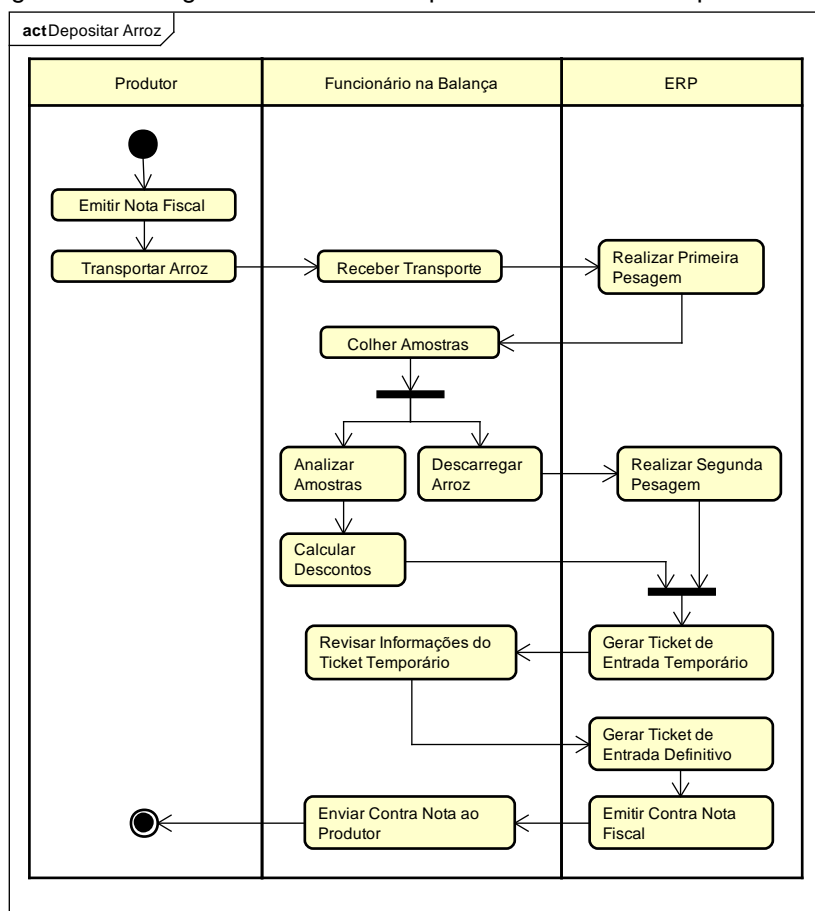 act Depositar Arroz
Produtor
Funcionário na Balança
ERP
Emitir Nota Fiscal
Transportar Arroz
Receber Transporte
Realizar Primeira
Pesagem
Colher Amostras
Analizar
Amostras
Descarregar
Arroz
Realizar Segunda
Pesagem
Calcular
Descontos
Revisar Informações do
Ticket Temporário
Gerar Ticket de
Entrada Temporário
Gerar Ticket de
Entrada Definitivo
Enviar Contra Nota ao
Produtor
Emitir Contra Nota
Fiscal